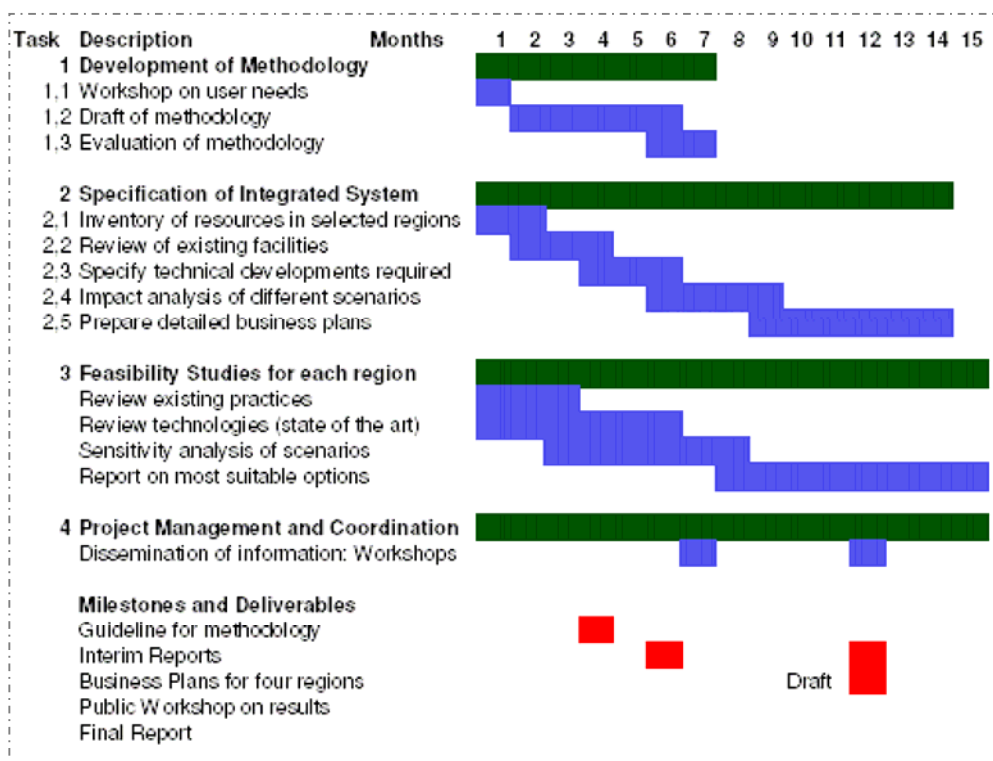 Task Description Months 1 2 3 4 5 6 7 8 9 10 11 12 13 14 15
1 Development of Methodology
1,1 Workshop on user needs
1,2 Draft of methodology
1,3 Evaluation of methodology
2 Specification of Integrated System
2,1 Inventory of resources in selected regions
2,2 Review of existing facilities
2,3 Specify technical developments required
2,4 Impact analysis of different scenarios
2,5 Prepare detailed business plans
3 Feasibility Studies for each region
Review existing practices
Review technologies (state of the art)
Sensitivity analysis of scenarios
Report on most suitable options
4 Project Management and Coordination
Dissemination of information: Workshops
Milestones and Deliverables
Guideline for methodology
Interim Reports
Business Plans for four regions Draft
Public Workshop on results
Final Report